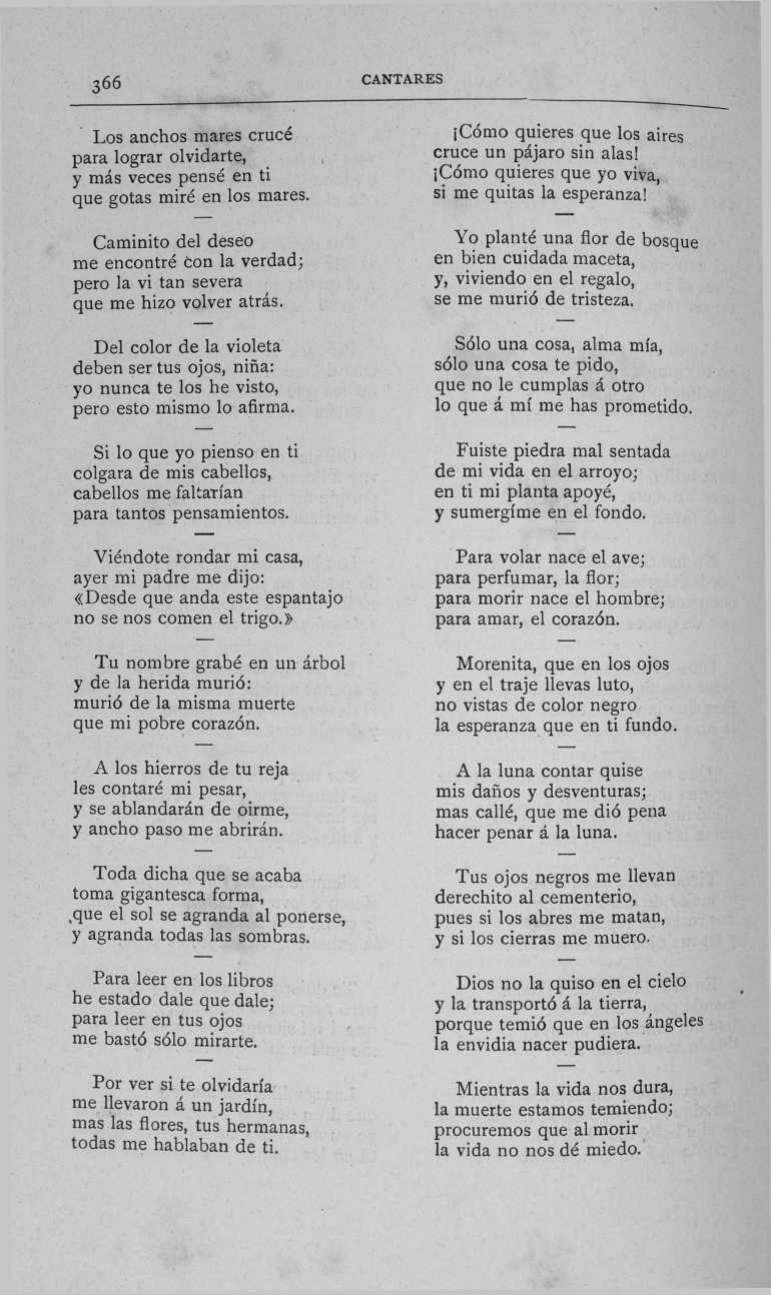 366
CANTARES
Los anchos mares crucé
para lograr olvidarte,
y más veces pensé en ti
que gotas miré en los mares.
—
Caminito del deseo
me encontré con la verdad;
pero la vi tan severa
que me hizo volver atrás.
—
Del color de la violeta
deben ser tus ojos, niña:
yo nunca te los he visto,
pero esto mismo lo afirma.
—
Si lo que yo pienso en ti
colgara de mis cabellos,
cabellos me faltarían
para tantos pensamientos.
—
Viéndote rondar mi casa,
ayer mi padre me dijo:
«Desde que anda este espantajo
no se nos comen el trigo.»
—
Tu nombre grabé en un árbol
y de la herida murió:
murió de la misma muerte
que mi pobre corazón.
—
A los hierros de tu reja
les contaré mi pesar,
y se ablandarán de oirme,
y ancho paso me abrirán.
—
Toda dicha que se acaba
toma gigantesca forma,
que el sol se agranda al ponerse,
y agranda todas las sombras.
—
Para leer en los libros
he estado dale que dale;
para leer en tus ojos
me bastó sólo mirarte.
—
Por ver si te olvidaría
me llevaron á un jardín,
mas las flores, tus hermanas,
todas me hablaban de ti.
¡Cómo quieres que los aires
cruce un pájaro sin alas!
¡Cómo quieres que yo viva,
si me quitas la esperanza!
—
Yo planté una flor de bosque
en bien cuidada maceta,
y, viviendo en el regalo,
se me murió de tristeza.
—
Sólo una cosa, alma mía,
sólo una cosa te pido,
que no le cumplas á otro
lo que á mí me has prometido.
—
Fuiste piedra mal sentada
de mi vida en el arroyo;
en ti mi planta apoyé,
y sumergíme en el fondo.
—
Para volar nace el ave;
para perfumar, la flor;
para morir nace el hombre;
para amar, el corazón.
—
Morenita, que en los ojos
y en el traje llevas luto,
no vistas de color negro
la esperanza que en ti fundo.
—
A la luna contar quise
mis daños y desventuras;
mas callé, que me dió pena
hacer penar á la luna.
—
Tus ojos negros me llevan
derechito al cementerio,
pues si los abres me matan,
y si los cierras me muero.
—
Dios no la quiso en el cielo
y la transportó á la tierra,
porque temió que en los ángeles
la envidia nacer pudiera.
—
Mientras la vida nos dura,
la muerte estamos temiendo;
procuremos que al morir
la vida no nos dé miedo.